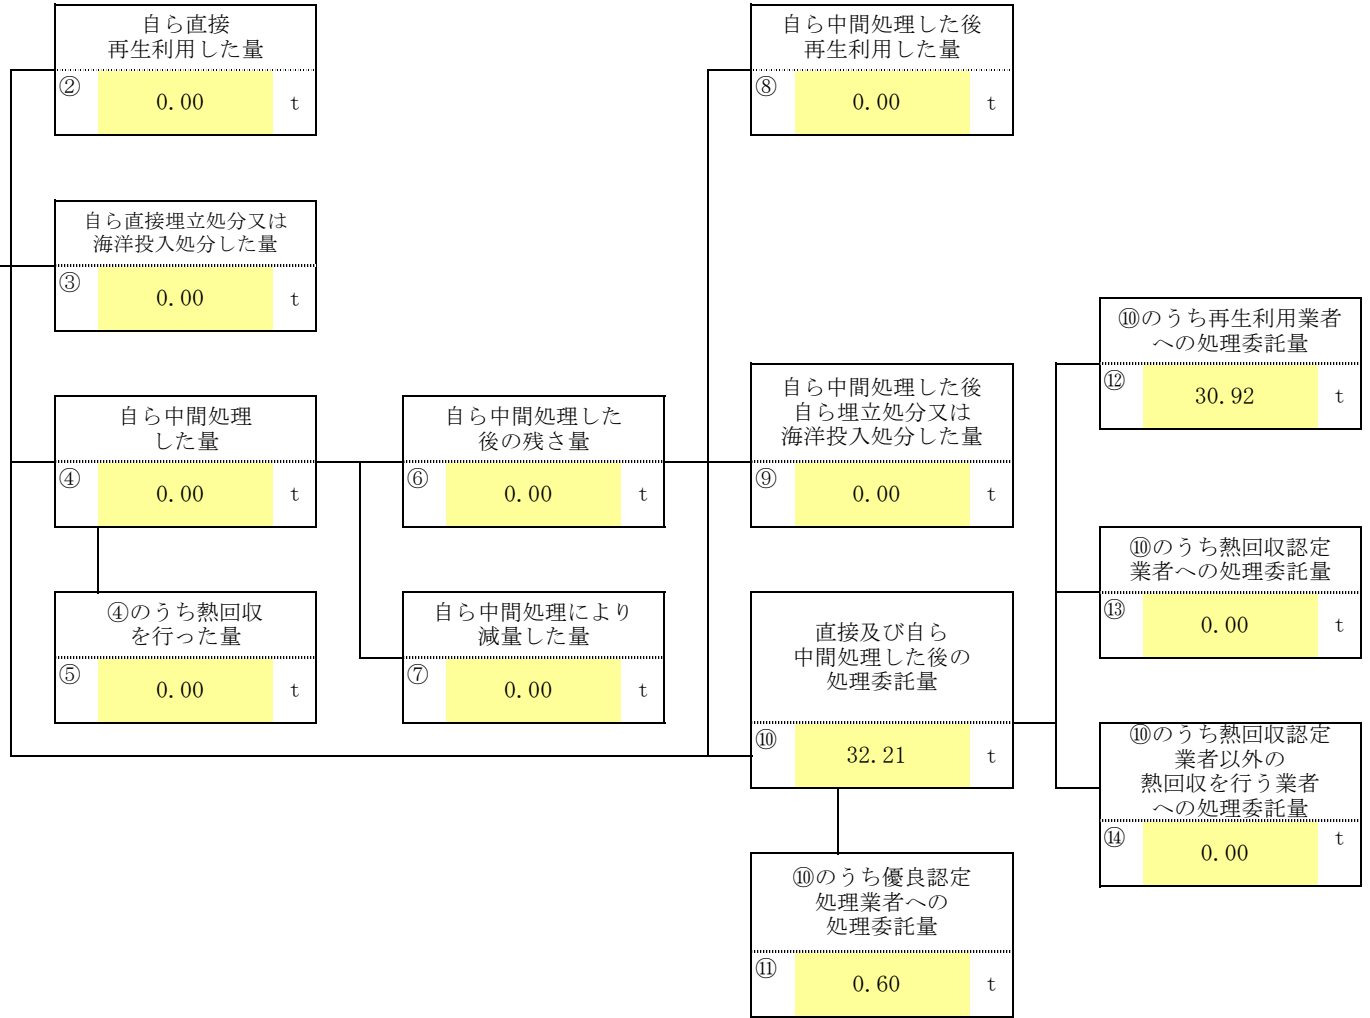 自ら直接
再生利用した量
②
0.00
t
自ら中間処理した後
再生利用した量
⑧
0.00
t
自ら直接埋立処分又は
海洋投入処分した量
③
0.00
t
⑩のうち再生利用業者
への処理委託量
⑫
30.92
t
自ら中間処理
した量
④
0.00
t
自ら中間処理した
後の残さ量
⑥
0.00
t
自ら中間処理した後
自ら埋立処分又は
海洋投入処分した量
⑨
0.00
t
⑩のうち熱回収認定
業者への処理委託量
⑬
0.00
t
④のうち熱回収
を行った量
⑤
0.00
t
自ら中間処理により
減量した量
⑦
0.00
t
直接及び自ら
中間処理した後の
処理委託量
⑩
32.21
t
⑩のうち熱回収認定
業者以外の
熱回収を行う業者
への処理委託量
⑭
0.00
t
⑩のうち優良認定
処理業者への
処理委託量
⑪
0.60
t